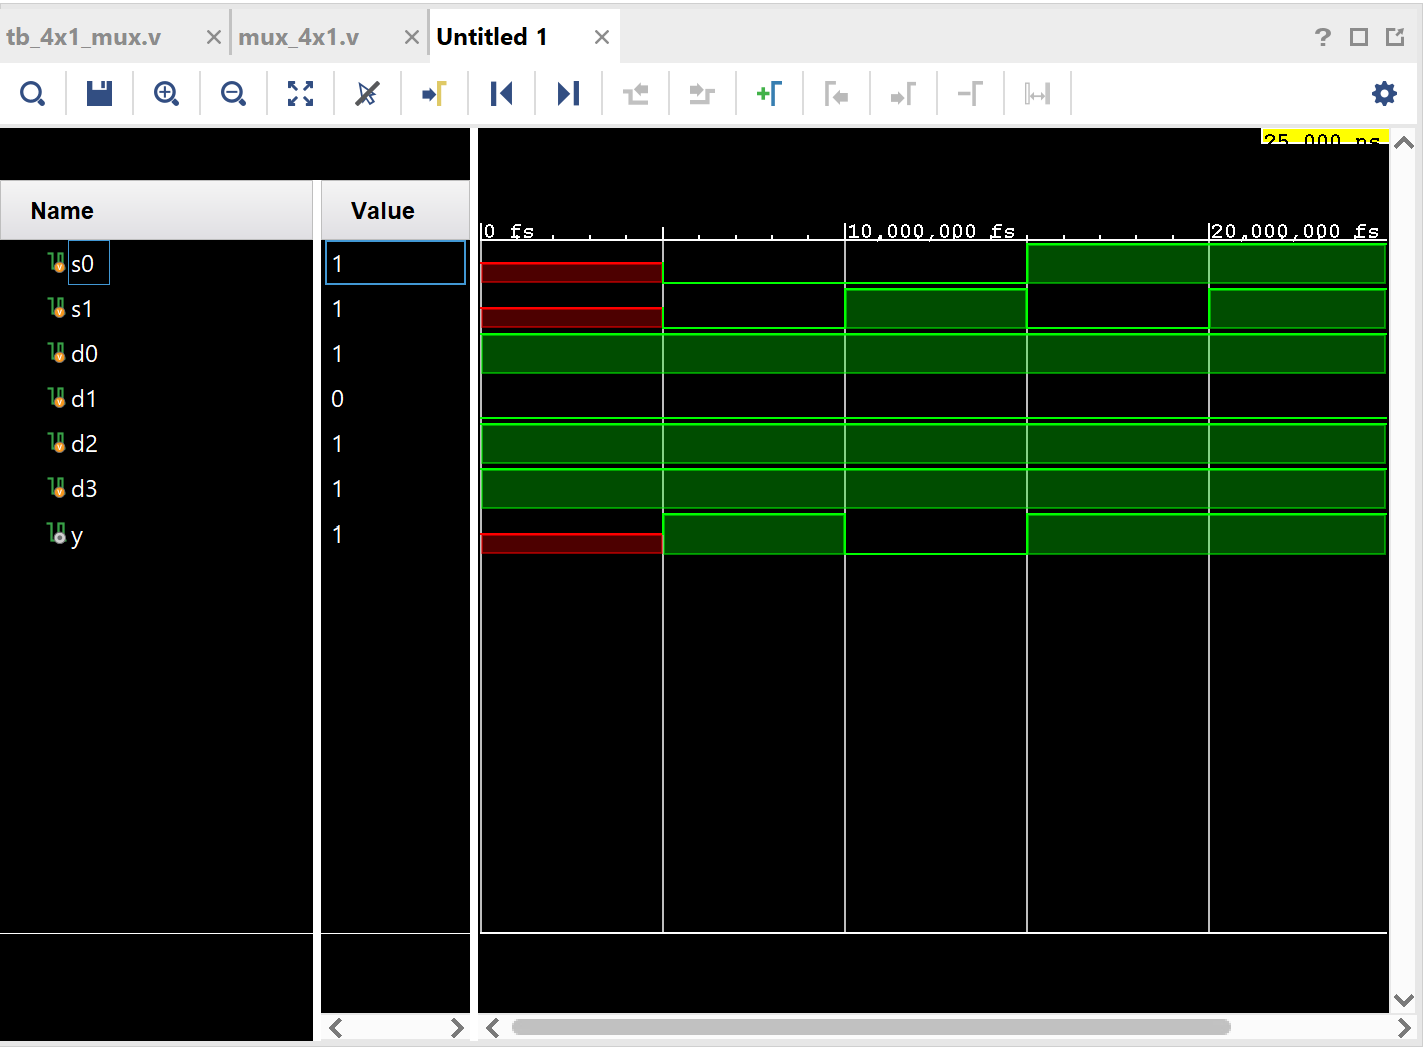 tb_4x1_mux.v mux_4x1.v Untitled 1
25.000 ns
Name Value
0 fs 10,000,000 fs 20,000,000 fs
s0 1
s1 1
d0 1
d1 0
d2 1
d3 1
y 1